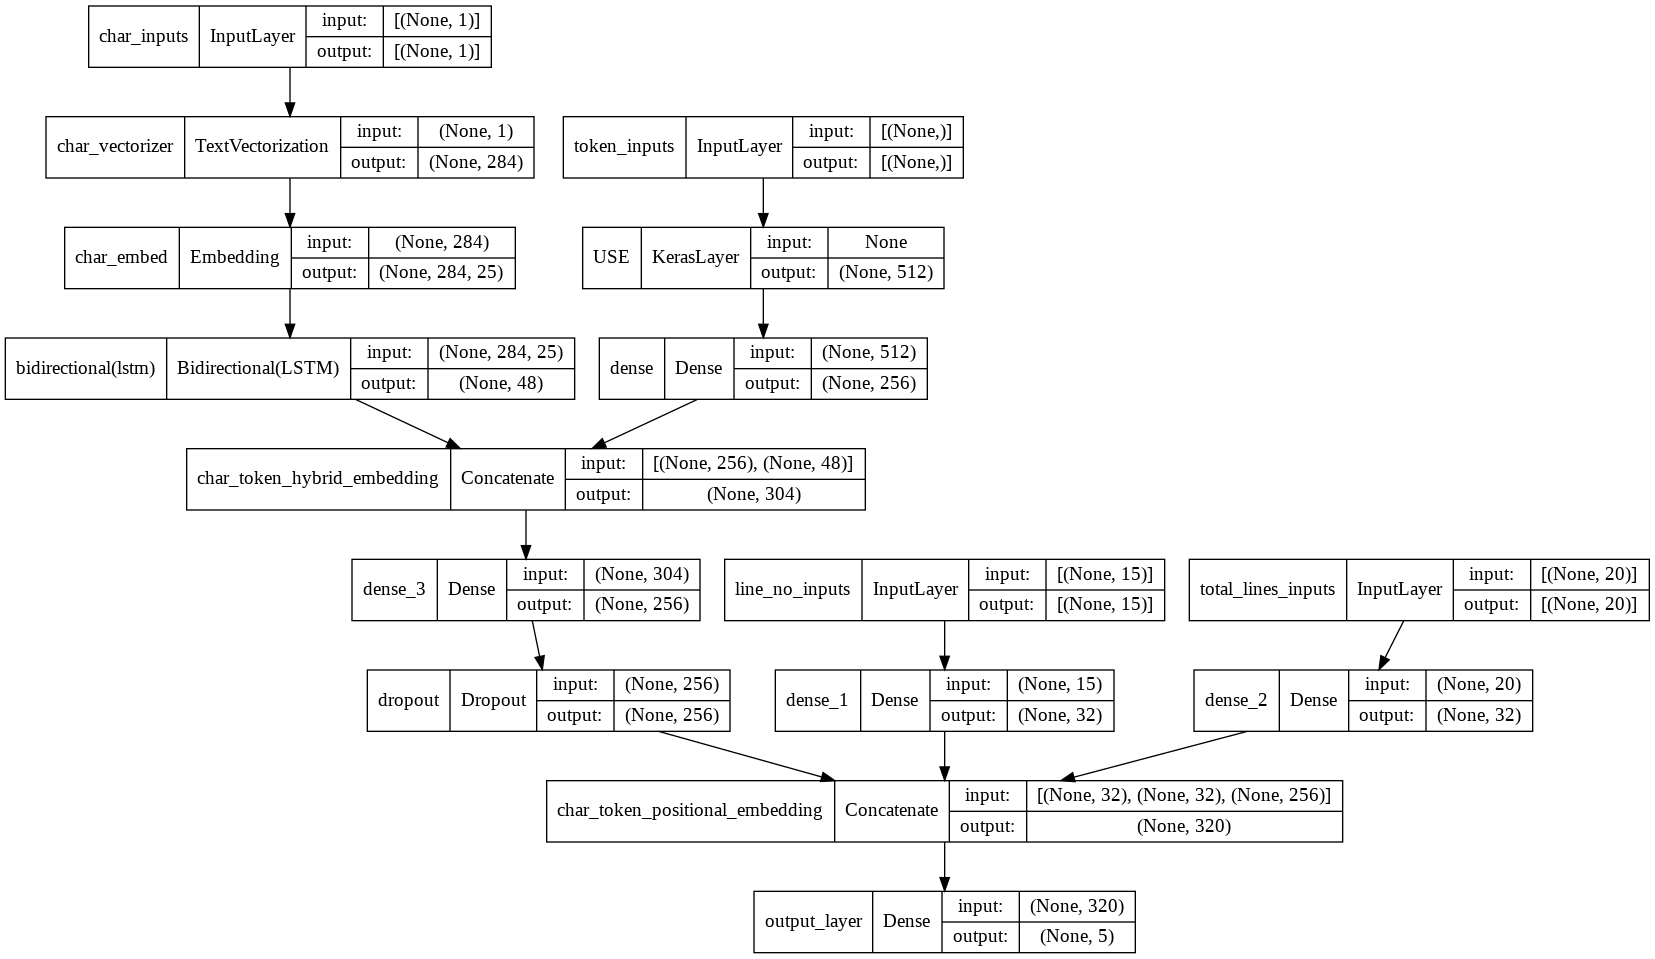 char_inputs InputLayer input: [(None, 1)]
output: [(None, 1)]
char_vectorizer TextVectorization input: (None, 1)
output: (None, 284)
token_inputs InputLayer input: [(None,)]
output: [(None,)]
char_embed Embedding input: (None, 284)
output: (None, 284, 25)
USE KerasLayer input: None
output: (None, 512)
bidirectional(lstm) Bidirectional(LSTM) input: (None, 284, 25)
output: (None, 48)
dense Dense input: (None, 512)
output: (None, 256)
char_token_hybrid_embedding Concatenate input: [(None, 256), (None, 48)]
output: (None, 304)
dense_3 Dense input: (None, 304)
output: (None, 256)
line_no_inputs InputLayer input: [(None, 15)]
output: [(None, 15)]
total_lines_inputs InputLayer input: [(None, 20)]
output: [(None, 20)]
dropout Dropout input: (None, 256)
output: (None, 256)
dense_1 Dense input: (None, 15)
output: (None, 32)
dense_2 Dense input: (None, 20)
output: (None, 32)
char_token_positional_embedding Concatenate input: [(None, 32), (None, 32), (None, 256)]
output: (None, 320)
output_layer Dense input: (None, 320)
output: (None, 5)